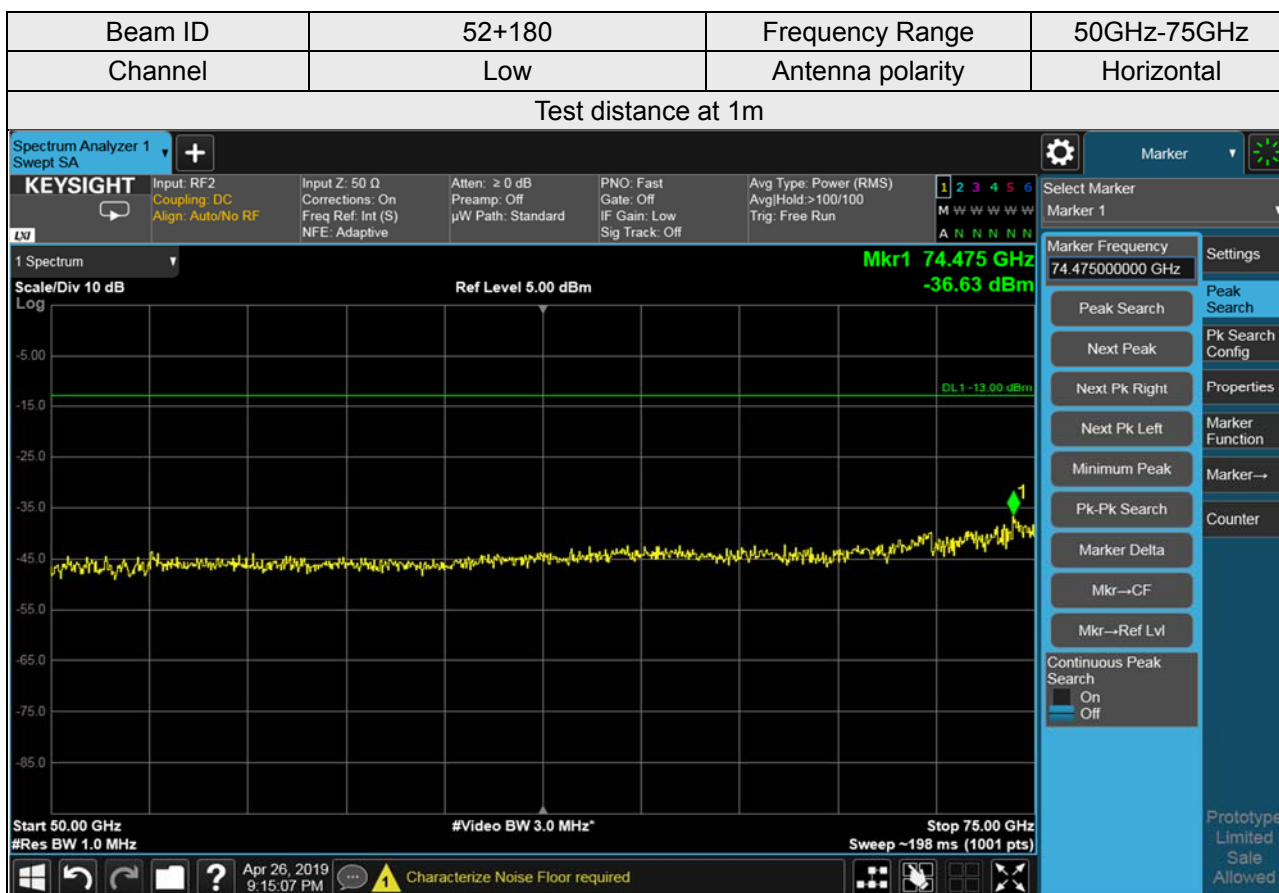 Beam ID 52+180 Frequency Range 50GHz-75GHz
Channel Low Antenna polarity Horizontal
Test distance at 1m
Spectrum Analyzer 1
Swept SA
Marker
KEYSIGHT
LXI
Input: RF2
Coupling: DC
Align: Auto/No RF
Input Z: 50 Ω
Corrections: On
Freq Ref: Int (S)
NFE: Adaptive
Atten: ≥ 0 dB
Preamp: Off
µW Path: Standard
PNO: Fast
Gate: Off
IF Gain: Low
Sig Track: Off
Avg Type: Power (RMS)
Avg|Hold:>100/100
Trig: Free Run
1 2 3 4 5 6
M W W W W W
A N N N N N
Select Marker
Marker 1
1 Spectrum
Scale/Div 10 dB
Log
Ref Level 5.00 dBm
Mkr1 74.475 GHz
-36.63 dBm
-5.00
-15.0
-25.0
-35.0
-45.0
-55.0
-65.0
-75.0
-85.0
DL1 -13.00 dBm
1
Start 50.00 GHz
#Res BW 1.0 MHz
#Video BW 3.0 MHz*
Stop 75.00 GHz
Sweep ~198 ms (1001 pts)
Marker Frequency
74.475000000 GHz
Peak Search
Next Peak
Next Pk Right
Next Pk Left
Minimum Peak
Pk-Pk Search
Marker Delta
Mkr→CF
Mkr→Ref Lvl
Continuous Peak
Search
On
Off
Settings
Peak
Search
Pk Search
Config
Properties
Marker
Function
Marker→
Counter
Prototype
Limited
Sale
Allowed
?
Apr 26, 2019
9:15:07 PM
1
Characterize Noise Floor required